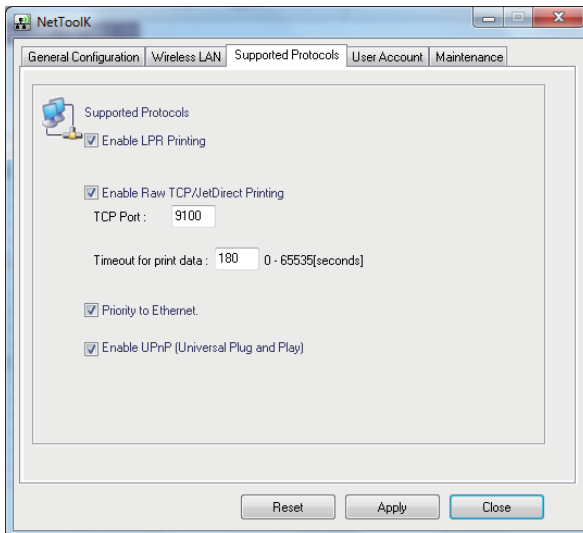 NetToolK
General Configuration Wireless LAN Supported Protocols User Account Maintenance
Supported Protocols
Enable LPR Printing
Enable Raw TCP/JetDirect Printing
TCP Port : 9100
Timeout for print data : 180 0 - 65535[seconds]
Priority to Ethernet.
Enable UPnP (Universal Plug and Play)
Reset Apply Close